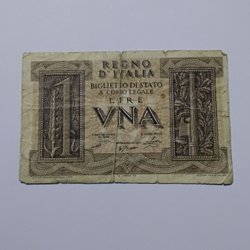 REGNO
D'ITALIA
BIGLIETTO DI STATO
A CORSO LEGALE
LIRE
VNA